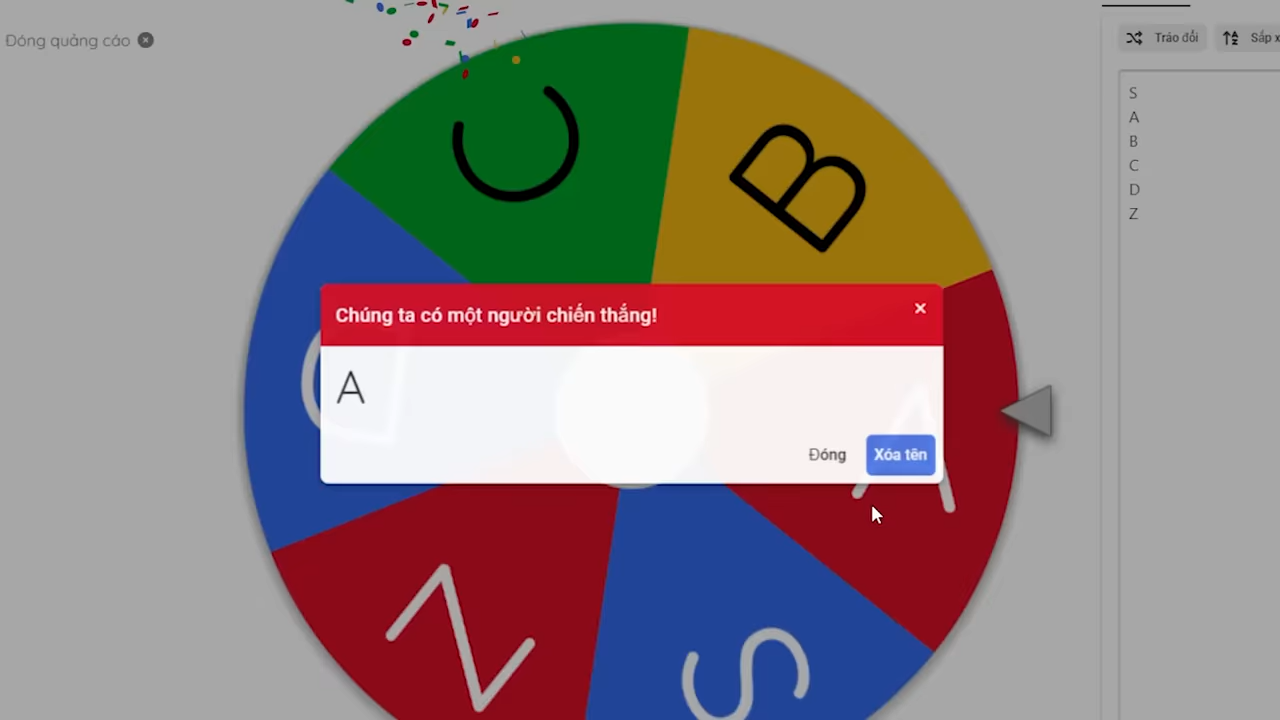 Đóng quảng cáo
Tráo đổi
Sắp x
S
A
B
C
D
Z
C
B
D
A
Z
S
Chúng ta có một người chiến thắng!
A
Đóng
Xóa tên